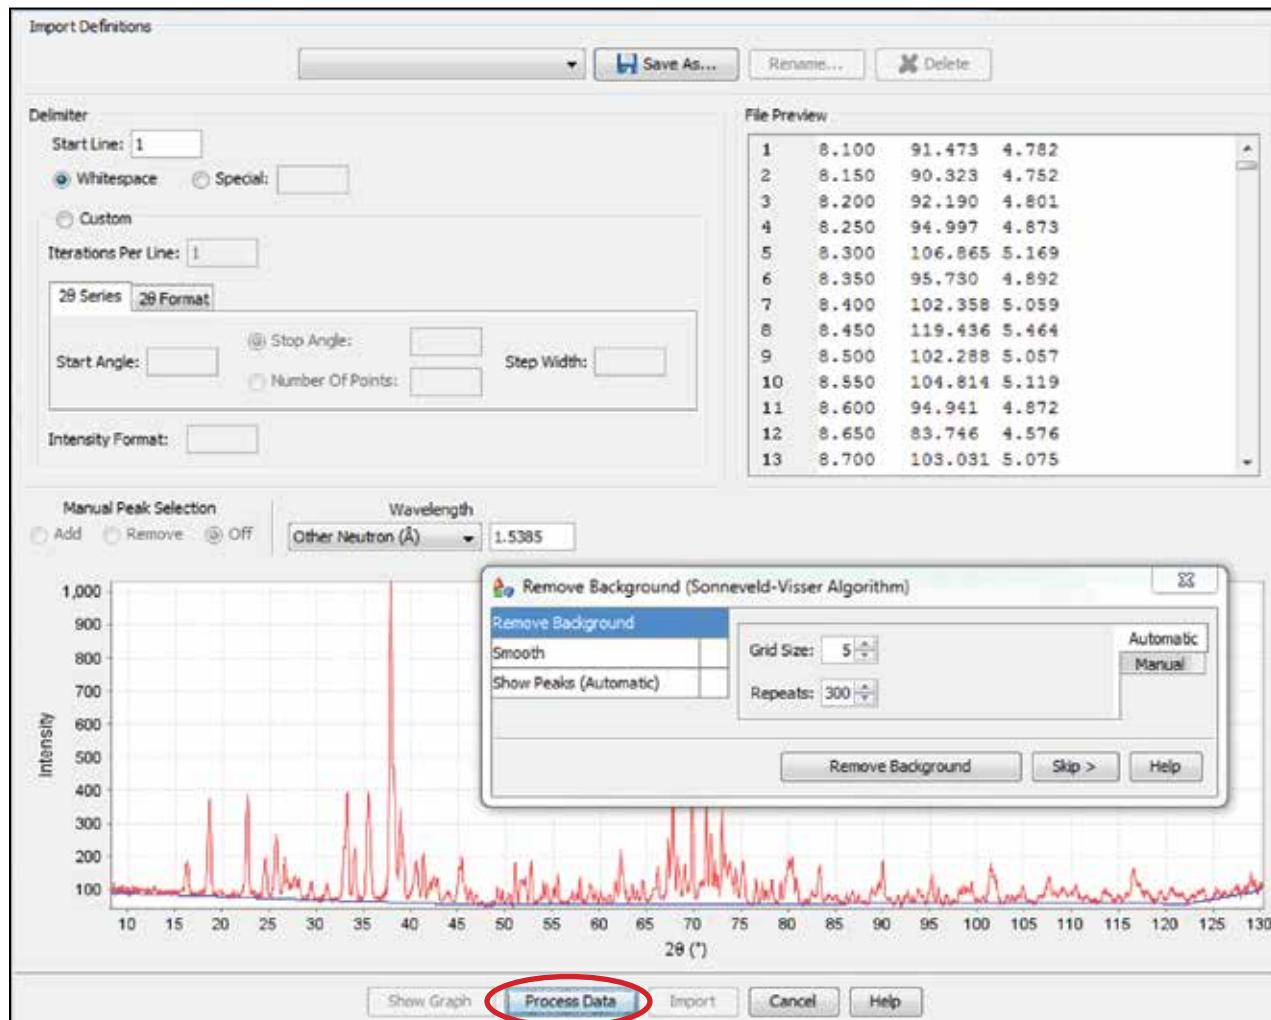 Import Definitions
Save As... Rename... Delete
Delimiter
Start Line: 1
Whitespace Special:
Custom
Iterations Per Line: 1
2θ Series 2θ Format
Start Angle: Stop Angle: Step Width:
Number Of Points:
Intensity Format:
File Preview
1 8.100 91.473 4.782
2 8.150 90.323 4.752
3 8.200 92.190 4.801
4 8.250 94.997 4.873
5 8.300 106.865 5.169
6 8.350 95.730 4.892
7 8.400 102.358 5.059
8 8.450 119.436 5.464
9 8.500 102.288 5.057
10 8.550 104.814 5.119
11 8.600 94.941 4.872
12 8.650 83.746 4.576
13 8.700 103.031 5.075
Manual Peak Selection
Add Remove Off
Wavelength
Other Neutron (Å) 1.5385
Remove Background (Sonneveld-Visser Algorithm)
Remove Background
Smooth
Show Peaks (Automatic)
Grid Size: 5
Repeats: 300
Automatic
Manual
Remove Background Skip > Help
1,000
900
800
700
600
500
400
300
200
100
Intensity
10 15 20 25 30 35 40 45 50 55 60 65 70 75 80 85 90 95 100 105 110 115 120 125 130
2θ (°)
Show Graph Process Data Import Cancel Help